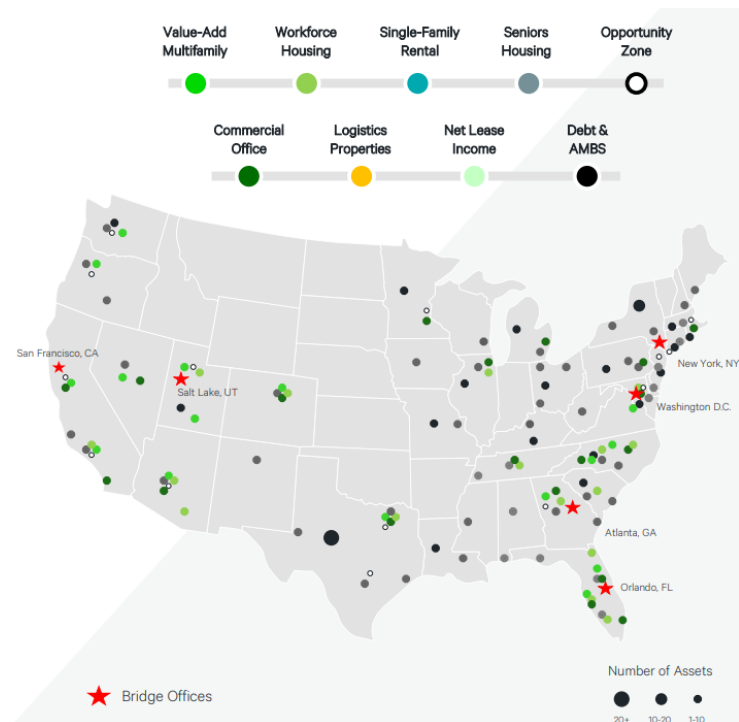 Value-Add Workforce Single-Family Seniors Opportunity
Multifamily Housing Rental Housing Zone
Commercial Logistics Net Lease Debt &
Office Properties Income AMBS
San Francisco, CA
Salt Lake, UT
New York, NY
Washington D.C.
Atlanta, GA
Orlando, FL
Number of Assets
Bridge Offices
20+ 10-20 1-10